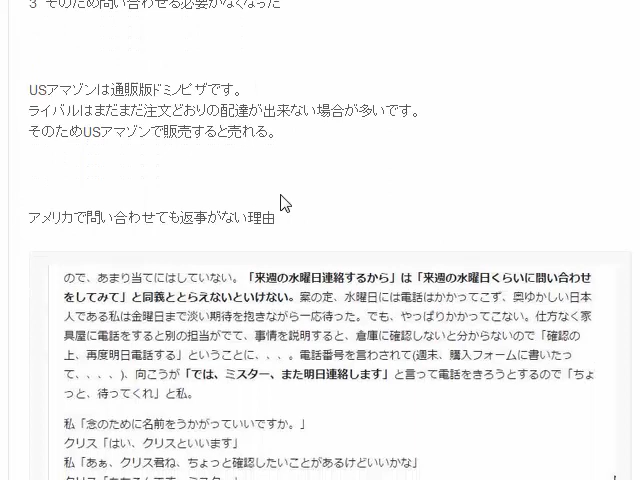 3 そのため問い合わせる必要がなくなった
USアマゾンは通販版ドミノピザです。
ライバルはまだまだ注文どおりの配達が出来ない場合が多いです。
そのためUSアマゾンで販売すると売れる。
アメリカで問い合わせても返事がない理由
ので、あまり当てにはしていない。「来週の水曜日連絡するから」は「来週の水曜日くらいに問い合わせ
をしてみて」と同義ととらえないといけない。案の定、水曜日には電話はかかってこず、奥ゆかしい日本
人である私は金曜日まで淡い期待を抱きながら一応待った。でも、やっぱりかかってこない。仕方なく家
具屋に電話をすると別の担当がでて、事情を説明すると、倉庫に確認しないと分からないので「確認の
上、再度明日電話する」ということに、、、。電話番号を言わされて(週末、購入フォームに書いたっ
て、、、、)、向こうが「では、ミスター、また明日連絡します」と言って電話をきろうとするので「ちょ
っと、待ってくれ」と私。
私「念のために名前をうかがっていいですか。」
クリス「はい、クリスといいます」
私「あぁ、クリス君ね、ちょっと確認したいことがあるけどいいかな」